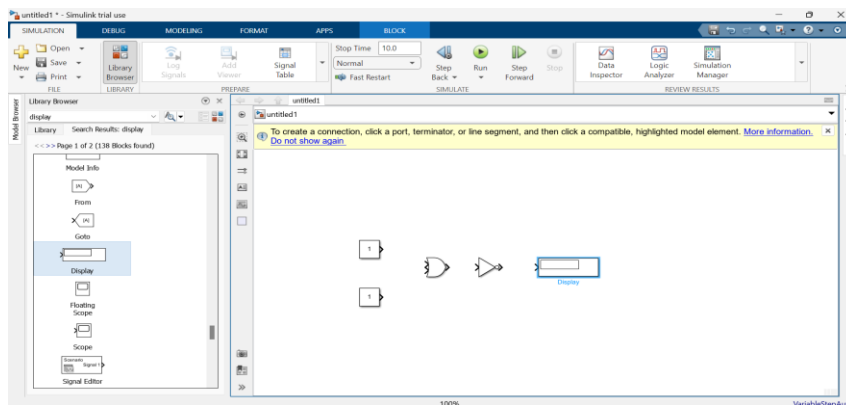 untitled1 * - Simulink trial use
SIMULATION DEBUG MODELING FORMAT APPS BLOCK
New Open Save Print
FILE
Library Browser
LIBRARY
Log Signals
Add Viewer
Signal Table
PREPARE
Stop Time 10.0
Normal
Fast Restart
Step Back
Run
Step Forward
Stop
SIMULATE
Data Inspector
Logic Analyzer
Simulation Manager
REVIEW RESULTS
Model Browser
Library Browser
display
Library Search Results: display
<< >> Page 1 of 2 (138 Blocks found)
Model Info
[A]
From
[A]
Goto
Display
Floating Scope
Scope
Signal 1
Signal Editor
untitled1
untitled1
To create a connection, click a port, terminator, or line segment, and then click a compatible, highlighted model element. More information.
Do not show again
1
1
Display
100%